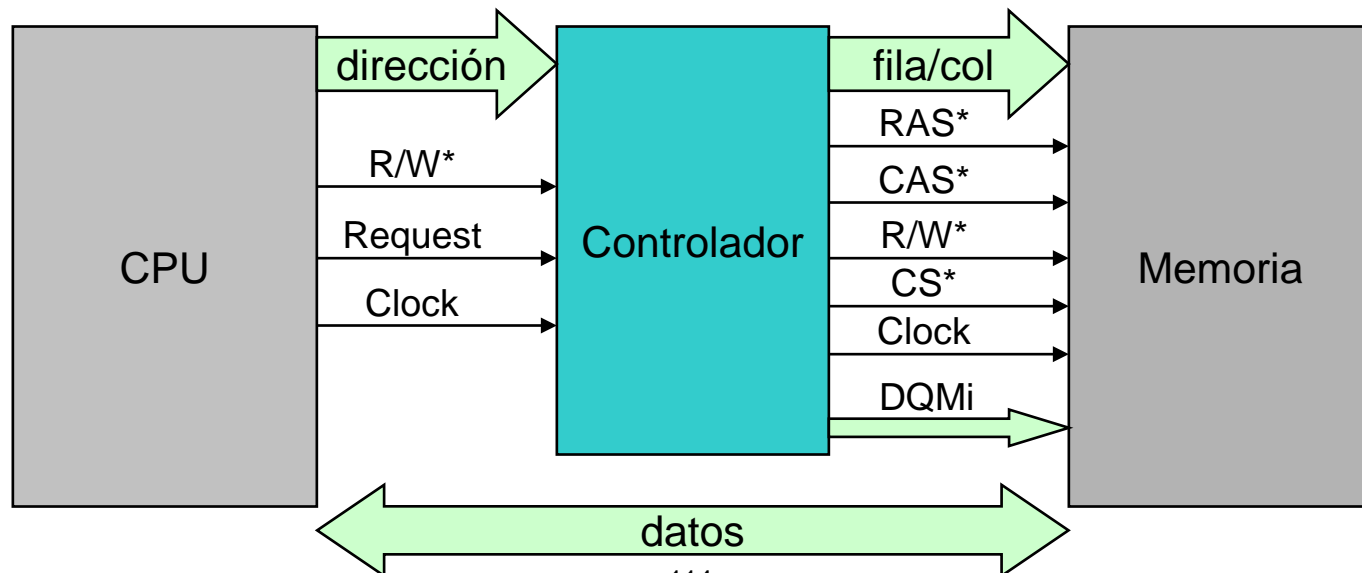 dirección
fila/col
RAS*
R/W*
CAS*
Request
R/W*
CPU
Controlador
Memoria
CS*
Clock
Clock
DQMi
datos